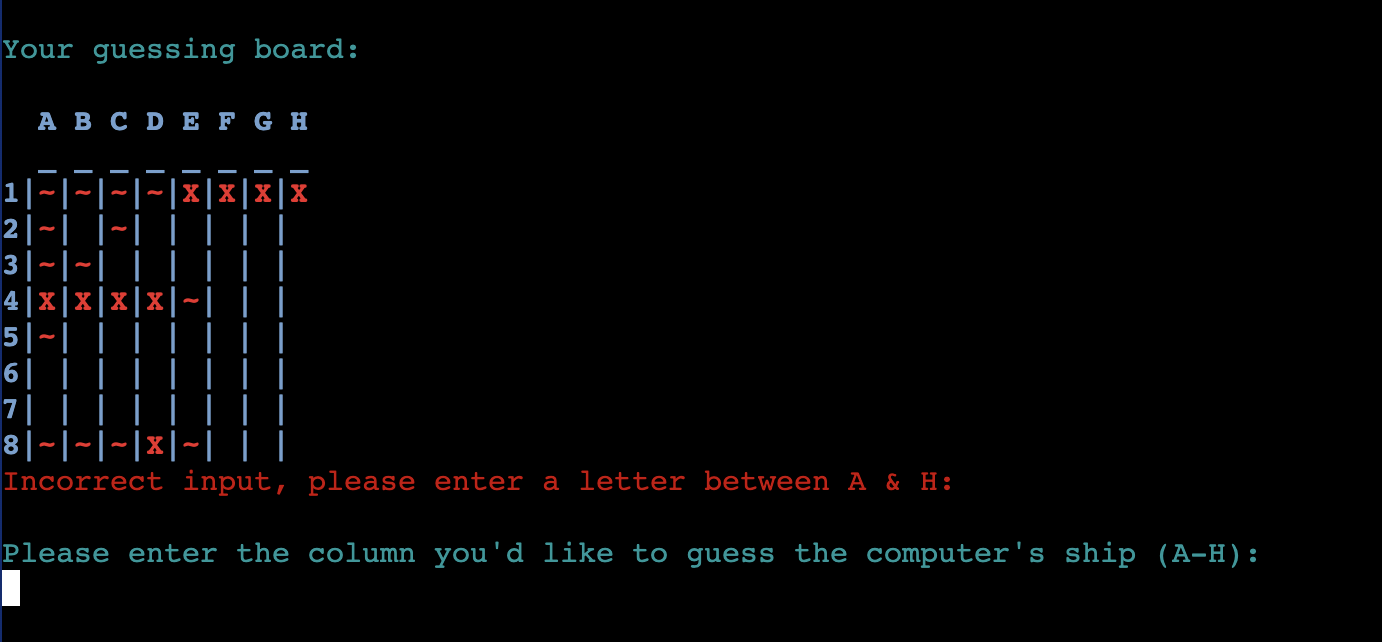 Your guessing board:
A B C D E F G H
_ _ _ _ _ _ _ _
1|~|~|~|~|X|X|X|X
2|~| |~| | | | |
3|~|~| | | | | |
4|X|X|X|X|~| | |
5|~| | | | | | |
6| | | | | | | |
7| | | | | | | |
8|~|~|~|X|~| | |
Incorrect input, please enter a letter between A & H:
Please enter the column you'd like to guess the computer's ship (A-H):